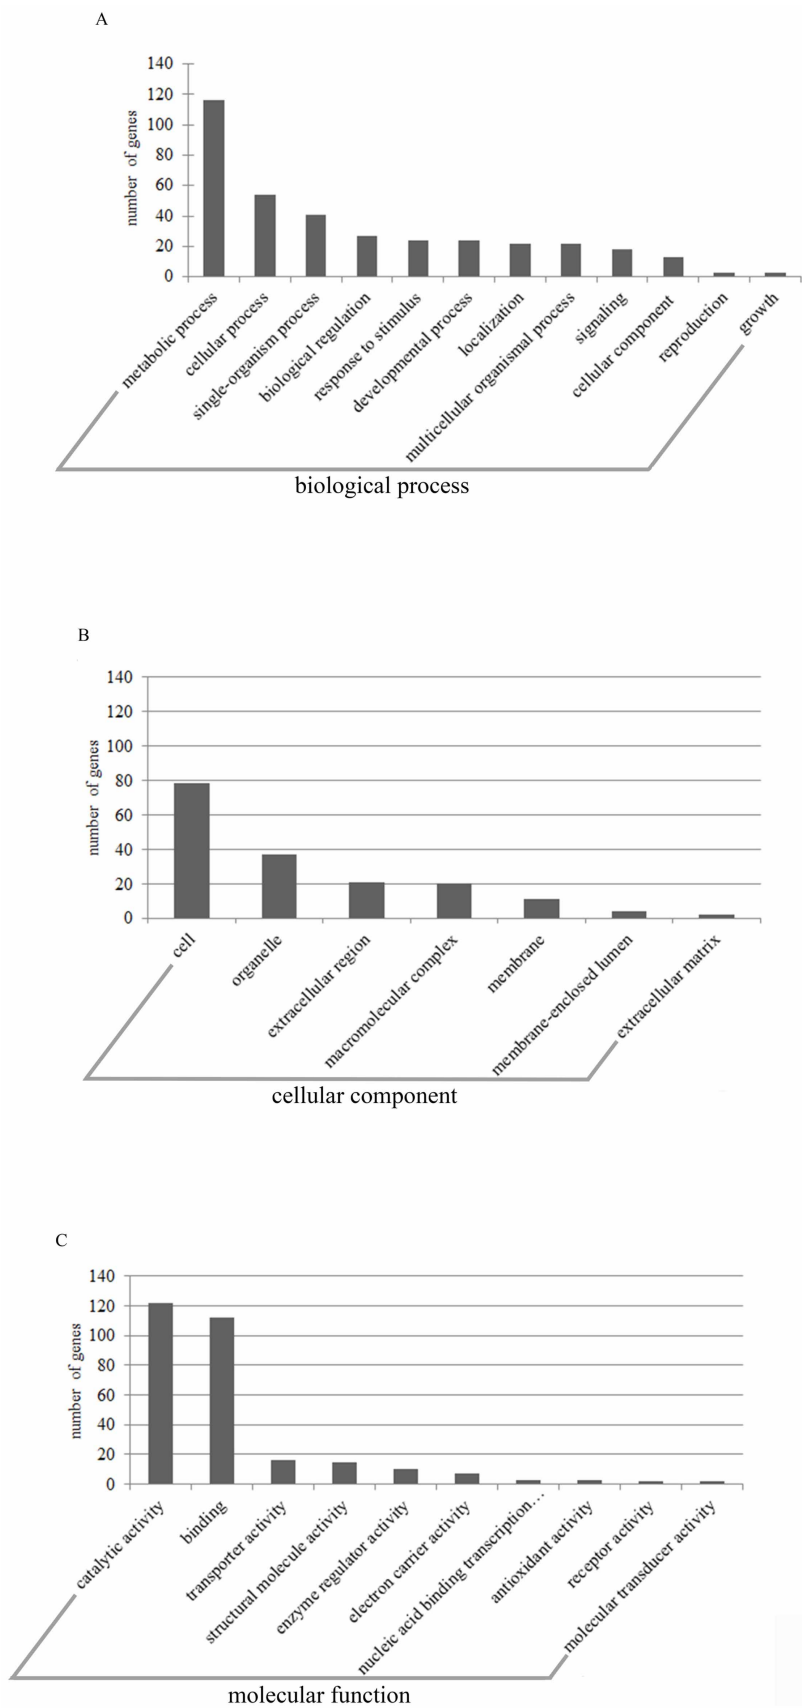 A
140
120
100
80
60
40
20
0
number of genes
metabolic process
cellular process
single-organism process
biological regulation
response to stimulus
developmental process
localization
multicellular organismal process
signaling
cellular component
reproduction
growth
biological process
B
140
120
100
80
60
40
20
0
number of genes
cell
organelle
extracellular region
macromolecular complex
membrane
membrane-enclosed lumen
extracellular matrix
cellular component
C
140
120
100
80
60
40
20
0
number of genes
catalytic activity
binding
transporter activity
structural molecule activity
enzyme regulator activity
electron carrier activity
nucleic acid binding transcription…
antioxidant activity
receptor activity
molecular transducer activity
molecular function